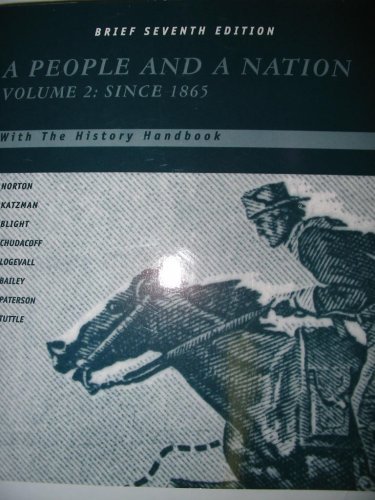 BRIEF SEVENTH EDITION
A PEOPLE AND A NATION
VOLUME 2: SINCE 1865
With The History Handbook
NORTON
KATZMAN
BLIGHT
CHUDACOFF
LOGEVALL
BAILEY
PATERSON
TUTTLE